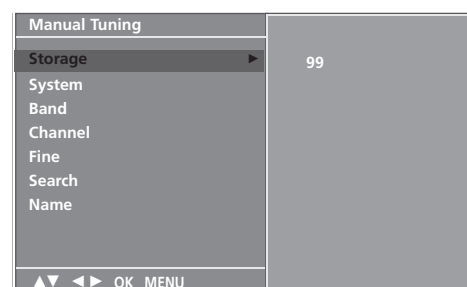 Manual Tuning
Storage ► 99
System
Band
Channel
Fine
Search
Name
▲▼ ◄► OK MENU